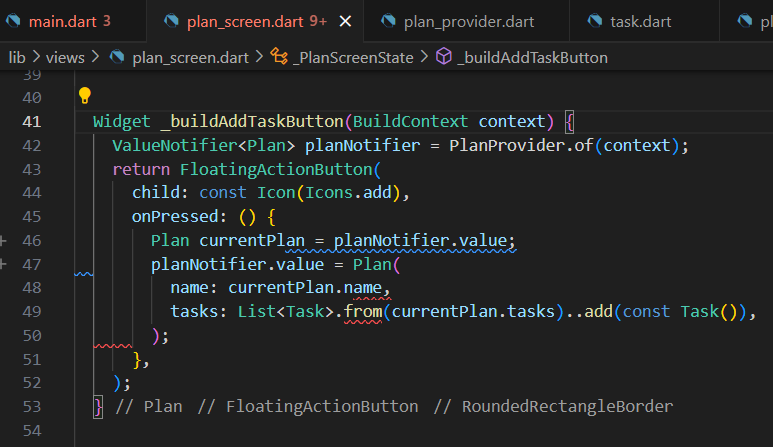 main.dart 3 plan_screen.dart 9+ × plan_provider.dart task.dart
lib > views > plan_screen.dart > _PlanScreenState > _buildAddTaskButton
39
40
41 Widget _buildAddTaskButton(BuildContext context) {
42 ValueNotifier<Plan> planNotifier = PlanProvider.of(context);
43 return FloatingActionButton(
44 child: const Icon(Icons.add),
45 onPressed: () {
46 Plan currentPlan = planNotifier.value;
47 planNotifier.value = Plan(
48 name: currentPlan.name,
49 tasks: List<Task>.from(currentPlan.tasks)..add(const Task()),
50 );
51 },
52 );
53 } // Plan // FloatingActionButton // RoundedRectangleBorder
54